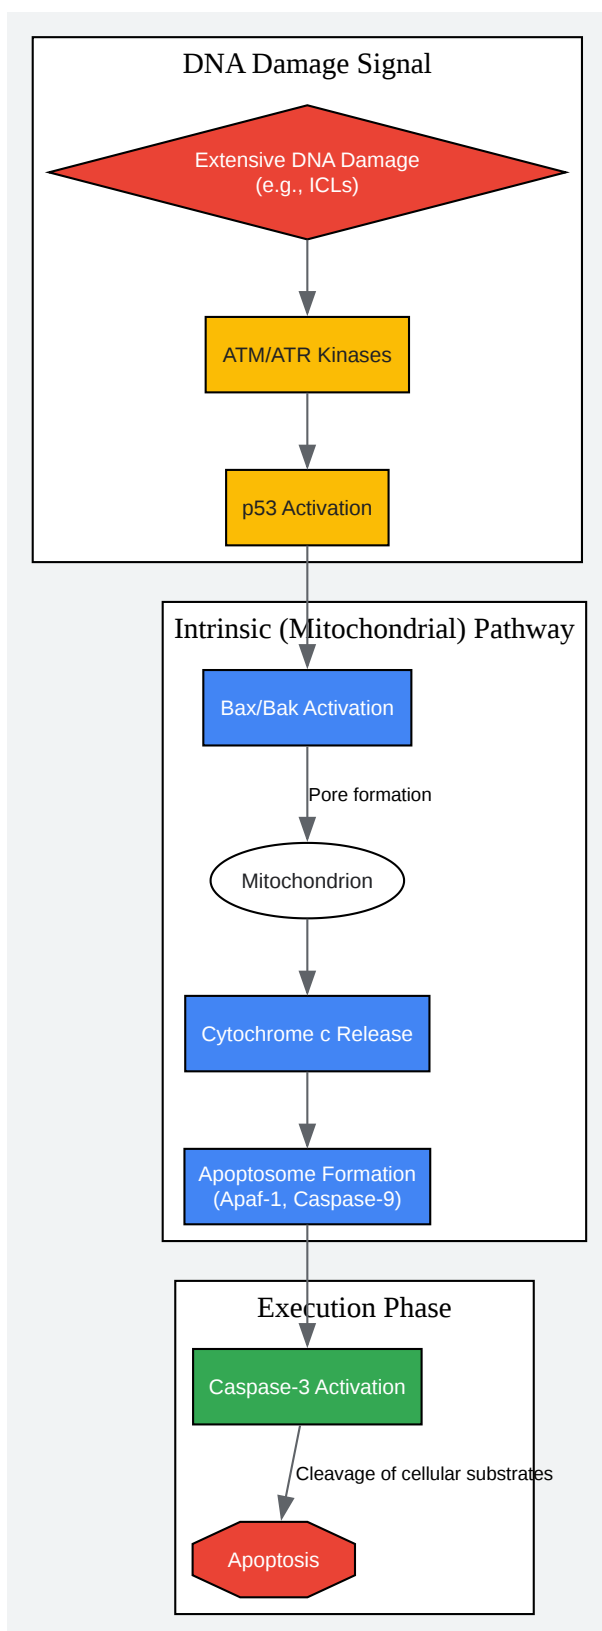 DNA Damage Signal
Extensive DNA Damage
(e.g., ICLs)
ATM/ATR Kinases
p53 Activation
Intrinsic (Mitochondrial) Pathway
Bax/Bak Activation
Pore formation
Mitochondrion
Cytochrome c Release
Apoptosome Formation
(Apaf-1, Caspase-9)
Execution Phase
Caspase-3 Activation
Cleavage of cellular substrates
Apoptosis